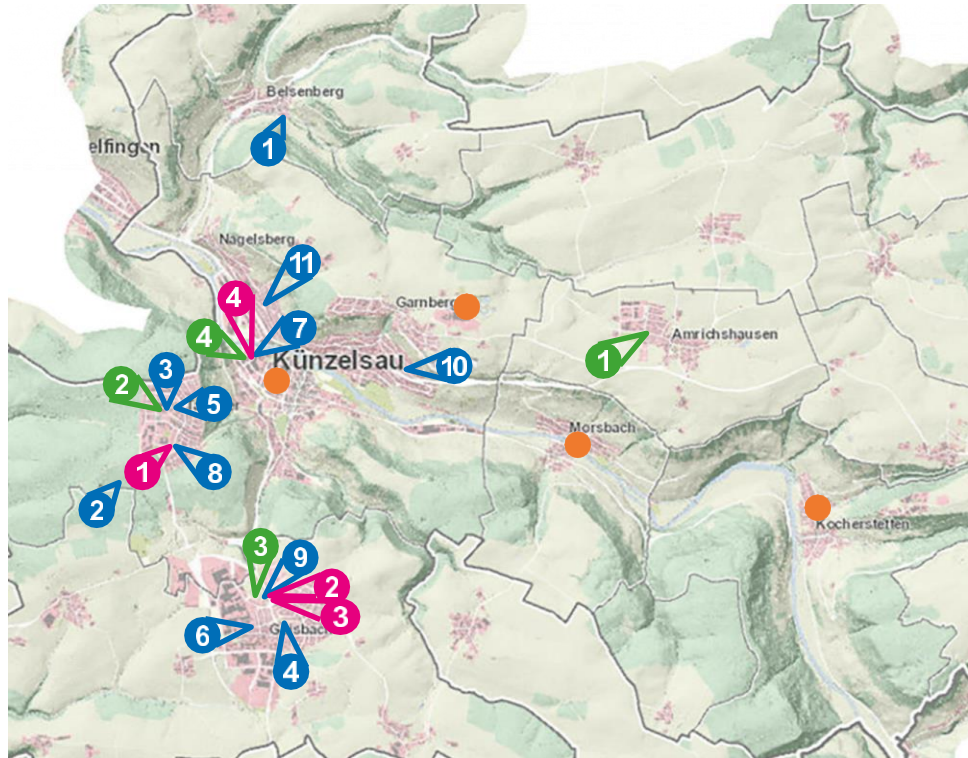 Belsenberg
1
elfingen
Nagelsberg
11
4
Garnberg
7
4
Amrichshausen
1
Künzelsau
10
3
2
5
Morsbach
1
8
2
Kocherstetten
3
9
2
3
6
Gaisbach
4